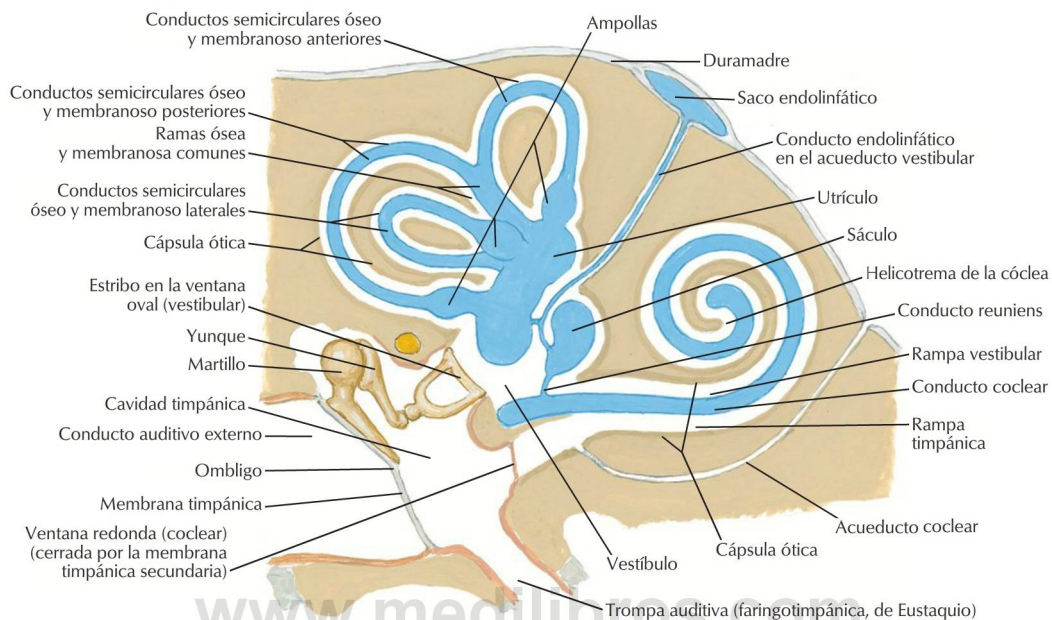 Conductos semicirculares óseo
y membranoso anteriores
Ampollas
Duramadre
Conductos semicirculares óseo
y membranoso posteriores
Saco endolinfático
Ramas ósea
y membranosa comunes
Conducto endolinfático
en el acueducto vestibular
Conductos semicirculares
óseo y membranoso laterales
Utrículo
Cápsula ótica
Sáculo
Helicotrema de la cóclea
Estribo en la ventana
oval (vestibular)
Conducto reuniens
Yunque
Martillo
Rampa vestibular
Conducto coclear
Cavidad timpánica
Rampa
timpánica
Conducto auditivo externo
Ombligo
Membrana timpánica
Acueducto coclear
Ventana redonda (coclear)
(cerrada por la membrana
timpánica secundaria)
Cápsula ótica
Vestíbulo
Trompa auditiva (faringotimpánica, de Eustaquio)
www.medilibros.com